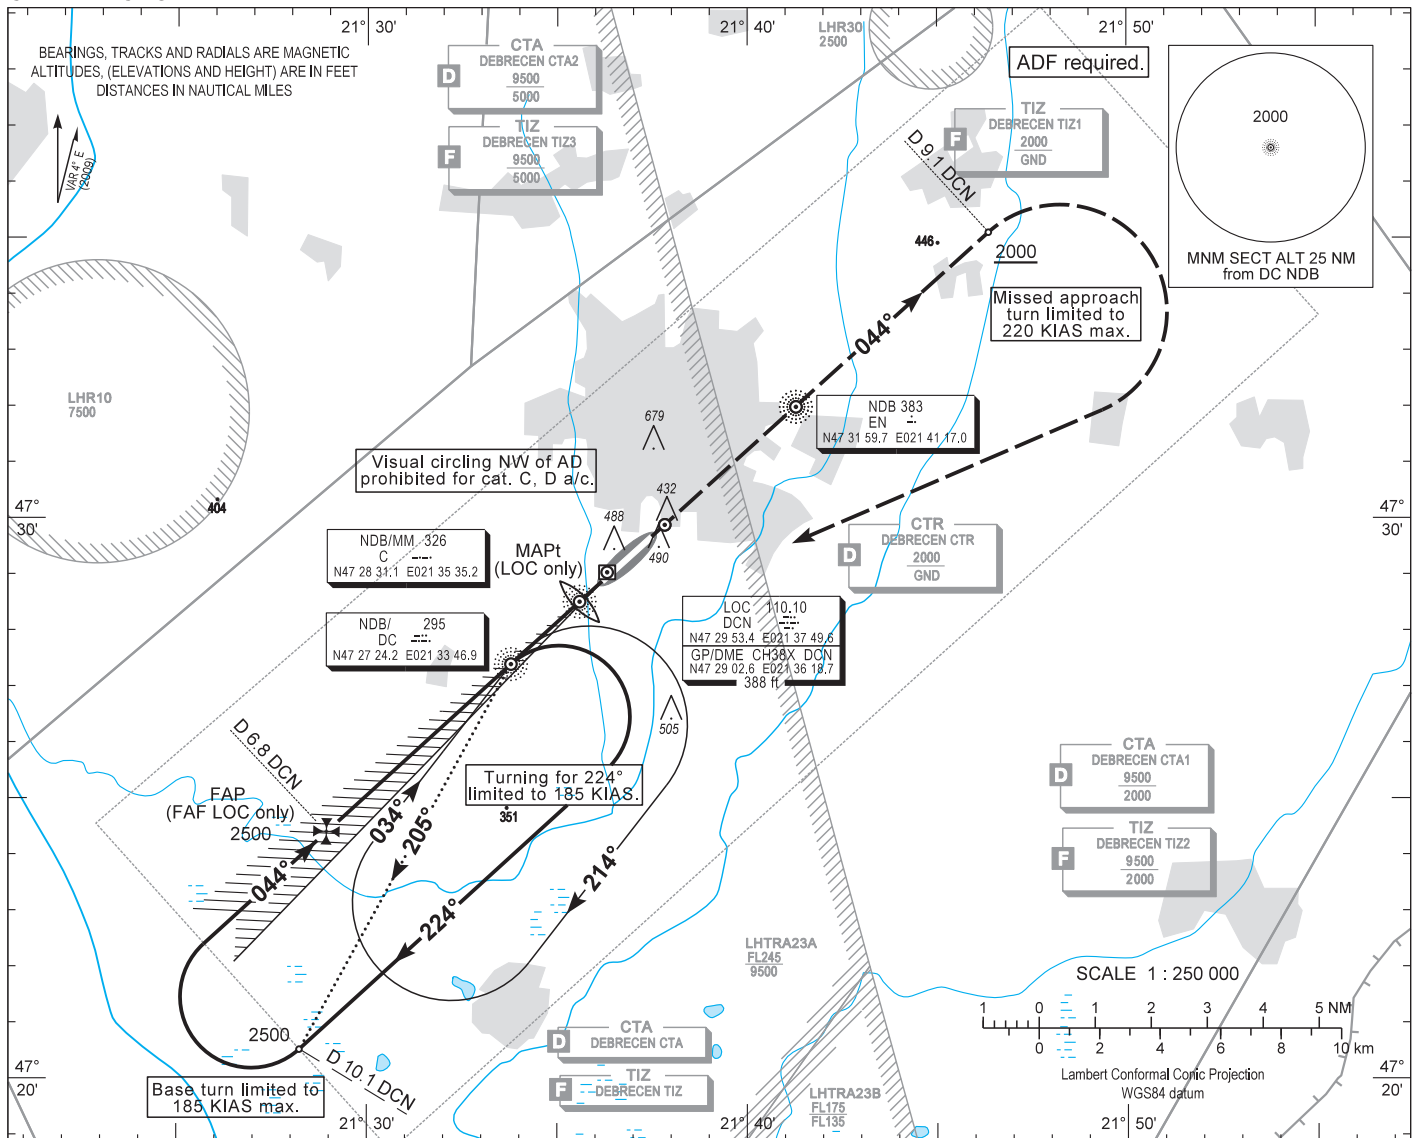 21° 30'
21° 40'
21° 50'
BEARINGS, TRACKS AND RADIALS ARE MAGNETIC
ALTITUDES, (ELEVATIONS AND HEIGHT) ARE IN FEET
DISTANCES IN NAUTICAL MILES
VAR 4° E
(2009)
CTA
DEBRECEN CTA2
D
9500
5000
TIZ
DEBRECEN TIZ3
F
9500
5000
LHR30
2500
ADF required.
TIZ
DEBRECEN TIZ1
F
2000
GND
2000
MNM SECT ALT 25 NM
from DC NDB
D 9.1 DCN
446
2000
Missed approach
turn limited to
220 KIAS max.
044°
LHR10
7500
NDB 383
EN
N47 31 59.7 E021 41 17.0
679
Visual circling NW of AD
prohibited for cat. C, D a/c.
404
47°
30'
47°
30'
432
488
490
CTR
DEBRECEN CTR
D
2000
GND
NDB/MM 326
C
N47 28 31.1 E021 35 35.2
MAPt
(LOC only)
NDB/ 295
DC
N47 27 24.2 E021 33 46.9
LOC 110.10
DCN
N47 29 53.4 E021 37 49.6
GP/DME CH38X DCN
N47 29 02.6 E021 36 18.7
388 ft
505
D 6.8 DCN
FAP
(FAF LOC only)
2500
Turning for 224°
limited to 185 KIAS.
351
034°
205°
044°
214°
224°
CTA
DEBRECEN CTA1
D
9500
2000
TIZ
DEBRECEN TIZ2
F
9500
2000
LHTRA23A
FL245
9500
SCALE 1 : 250 000
1 0 1 2 3 4 5 NM
0 2 4 6 8 10 km
Lambert Conformal Conic Projection
WGS84 datum
2500
D 10.1 DCN
CTA
D
DEBRECEN CTA
TIZ
F
DEBRECEN TIZ
Base turn limited to
185 KIAS max.
LHTRA23B
FL175
FL135
47°
20'
47°
20'
21° 30'
21° 40'
21° 50'